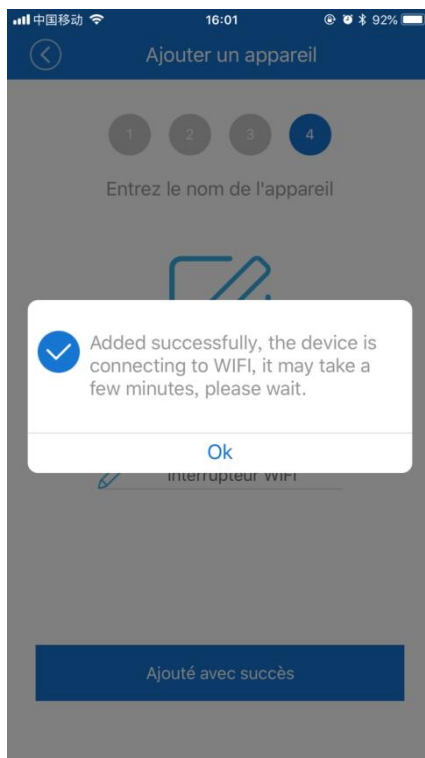 中国移动 16:01 92%
Ajouter un appareil
1 2 3 4
Entrez le nom de l'appareil
Added successfully, the device is
connecting to WIFI, it may take a
few minutes, please wait.
Ok
Interrupteur WIFI
Ajouté avec succès